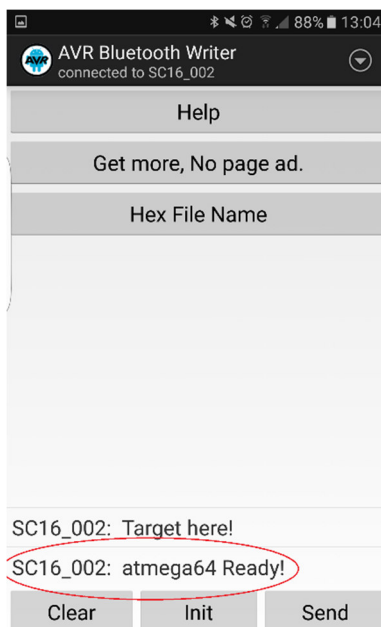 88% 13:04
AVR
AVR Bluetooth Writer
connected to SC16_002
Help
Get more, No page ad.
Hex File Name
SC16_002: Target here!
SC16_002: atmega64 Ready!
Clear Init Send